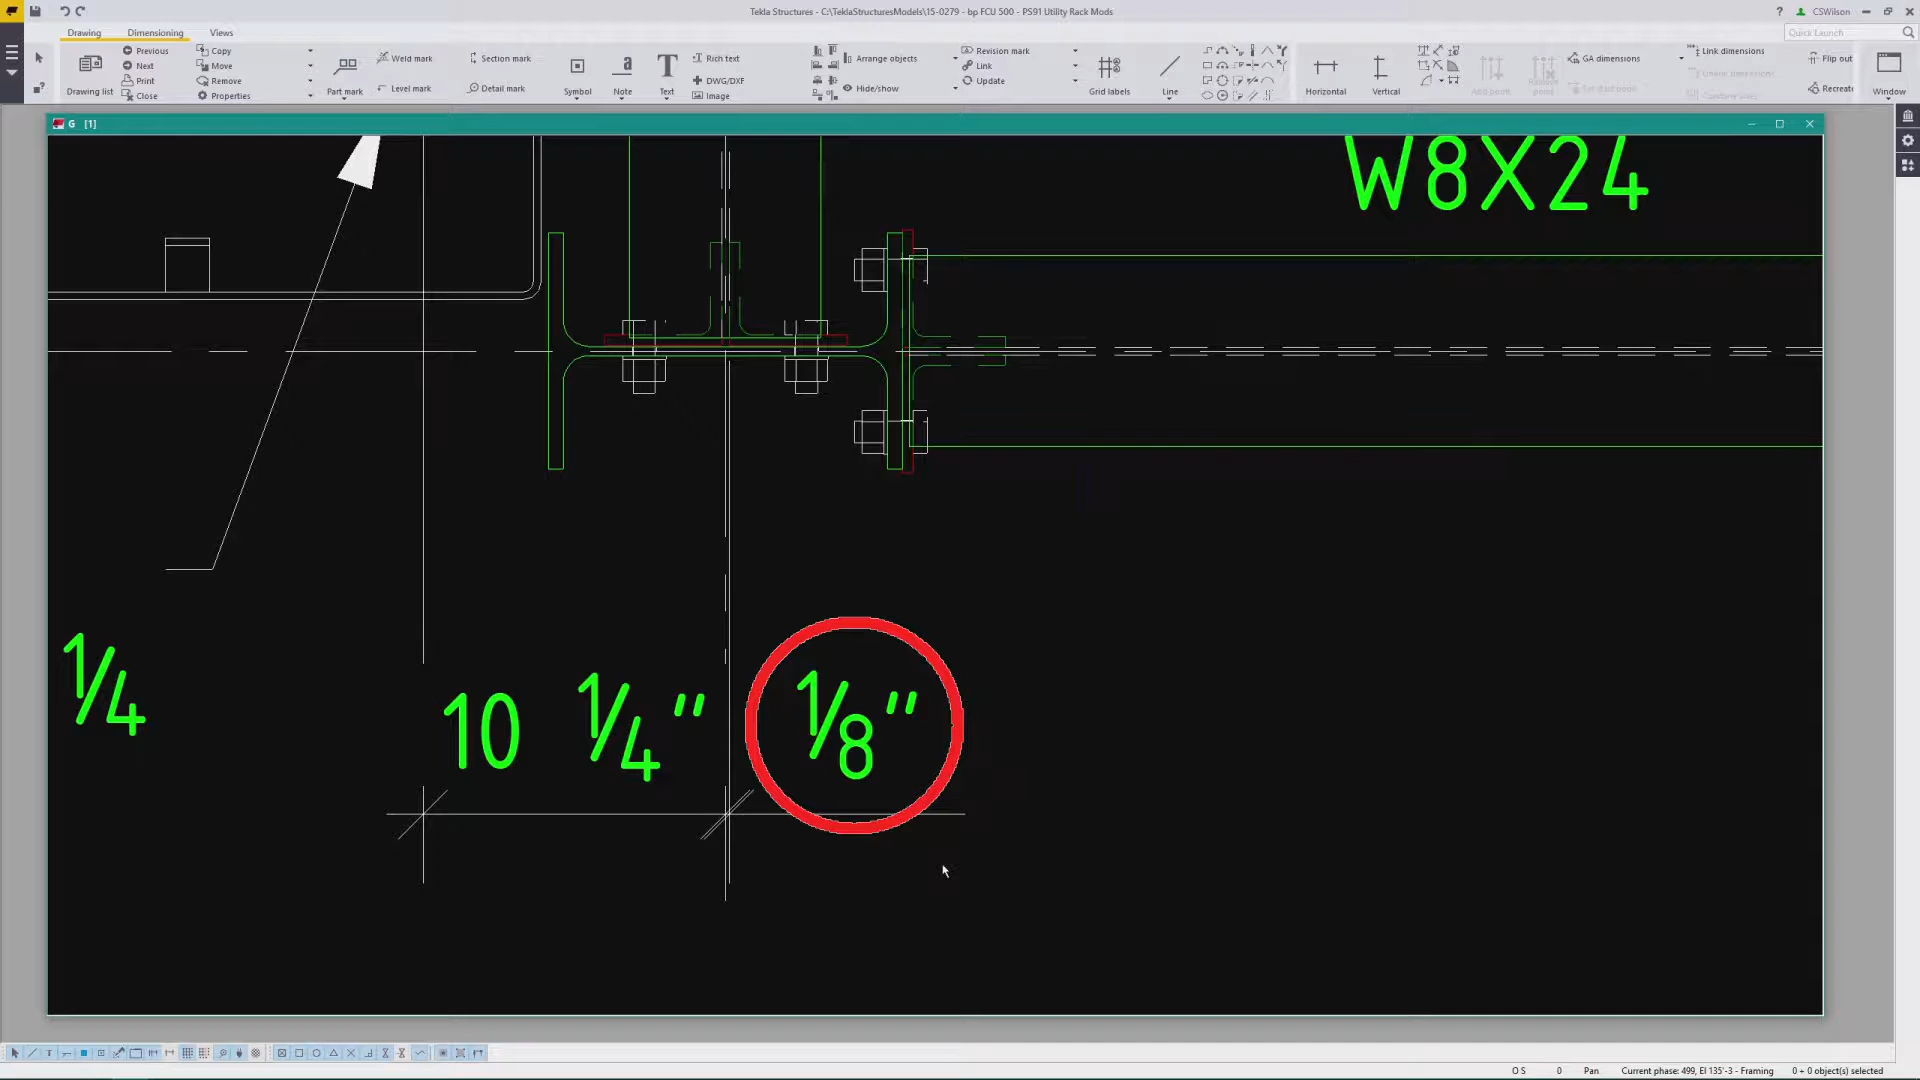 Tekla Structures - C:\TeklaStructuresModels\15-0279 - bp FCU 500 - PS91 Utility Rack Mods
? CSWilson
Drawing Dimensioning Views
Quick Launch
Drawing list
Previous
Next
Print
Close
Copy
Move
Remove
Properties
Part mark
Weld mark
Level mark
Section mark
Detail mark
Symbol
Note
Text
Rich text
DWG/DXF
Image
Arrange objects
Hide/show
Revision mark
Link
Update
Grid labels
Line
Horizontal
Vertical
Add point
GA dimensions
Link dimensions
Flip out
Recreate
Window
G [1]
W8X24
1/4
10 1/4"
1/8"
O S 0 Pan Current phase: 499, El 135'-3 - Framing 0 + 0 object(s) selected